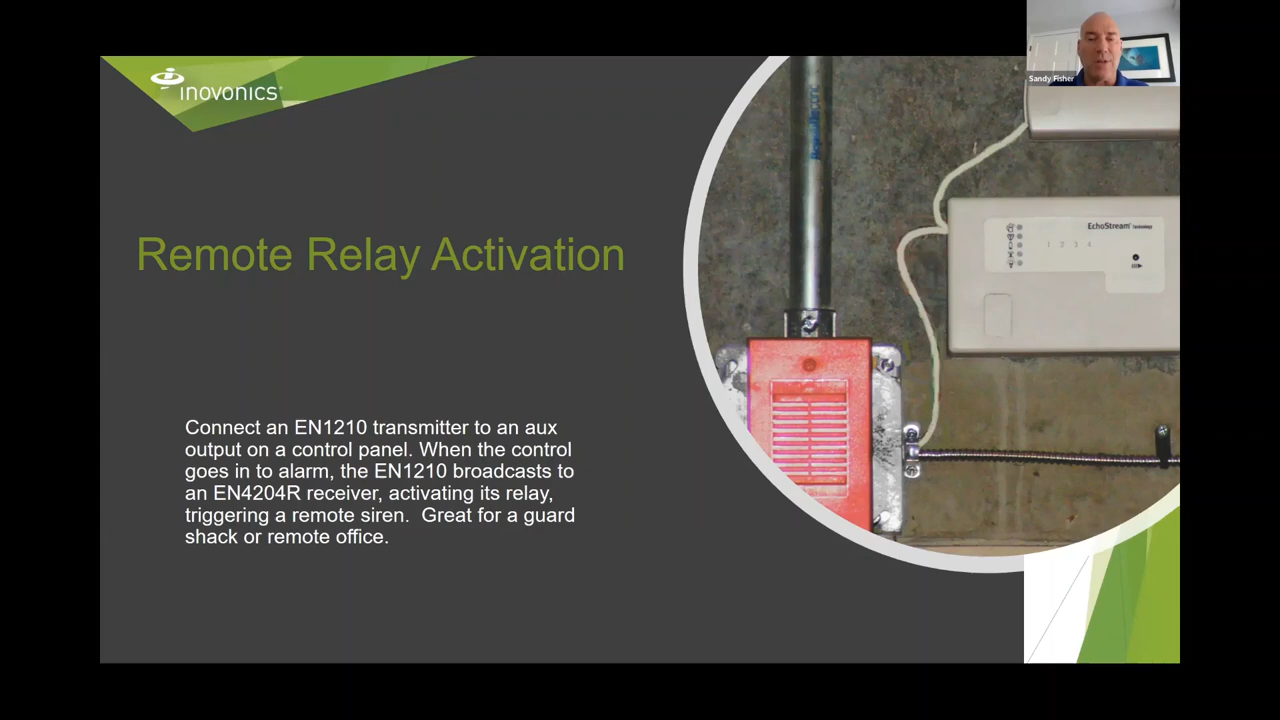 inovonics
Sandy Fisher
EchoStream
1 2 3 4
Remote Relay Activation
Connect an EN1210 transmitter to an aux
output on a control panel. When the control
goes in to alarm, the EN1210 broadcasts to
an EN4204R receiver, activating its relay,
triggering a remote siren.  Great for a guard
shack or remote office.